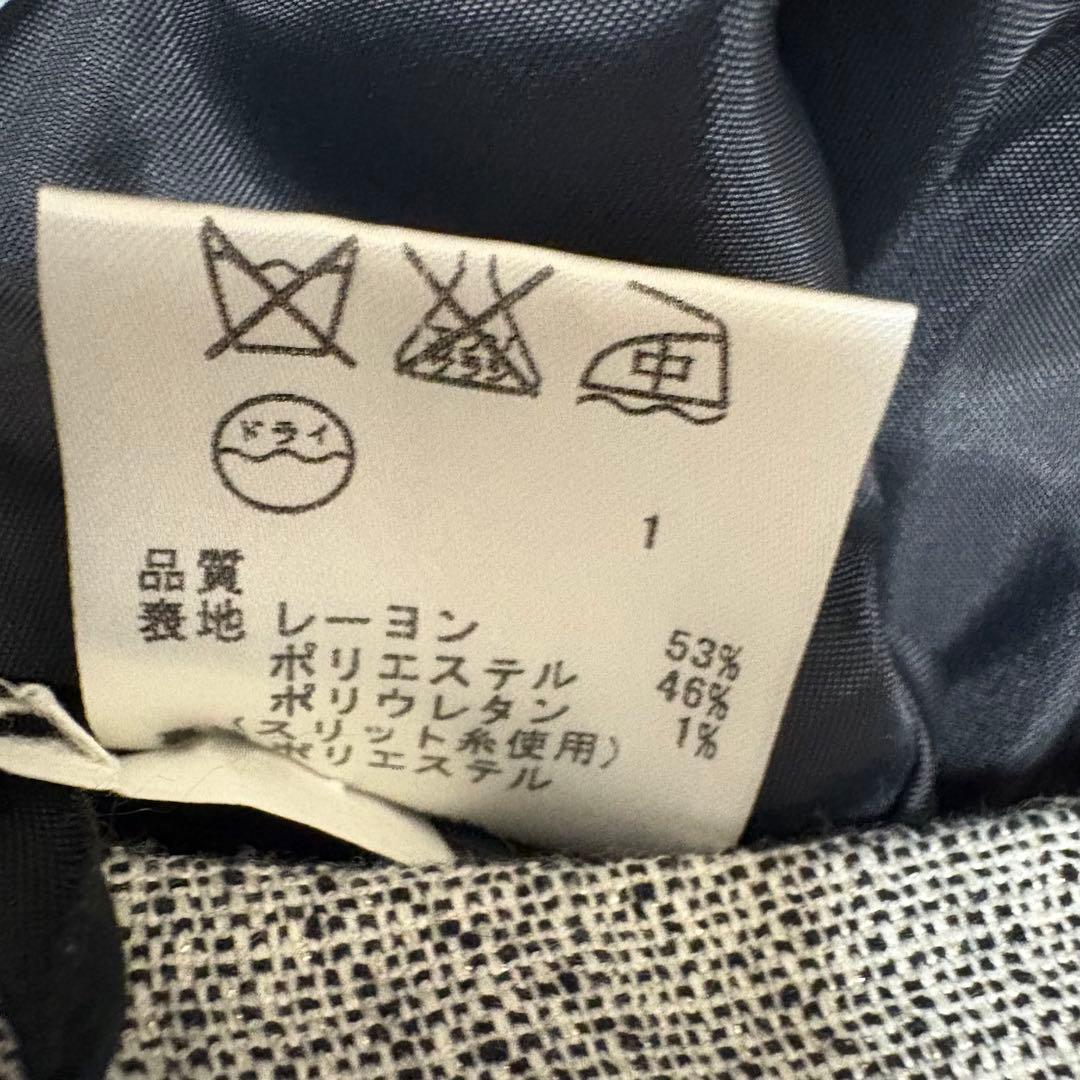 中
ドライ
1
品質
表地 レーヨン 53%
ポリエステル 46%
ポリウレタン 1%
(スリット糸使用)
ポリエステル